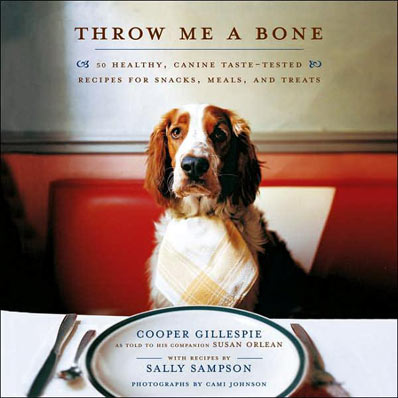 THROW ME A BONE
50 HEALTHY, CANINE TASTE-TESTED
RECIPES FOR SNACKS, MEALS, AND TREATS
COOPER GILLESPIE
AS TOLD TO HIS COMPANION SUSAN ORLEAN
WITH RECIPES BY
SALLY SAMPSON
PHOTOGRAPHS BY CAMI JOHNSON